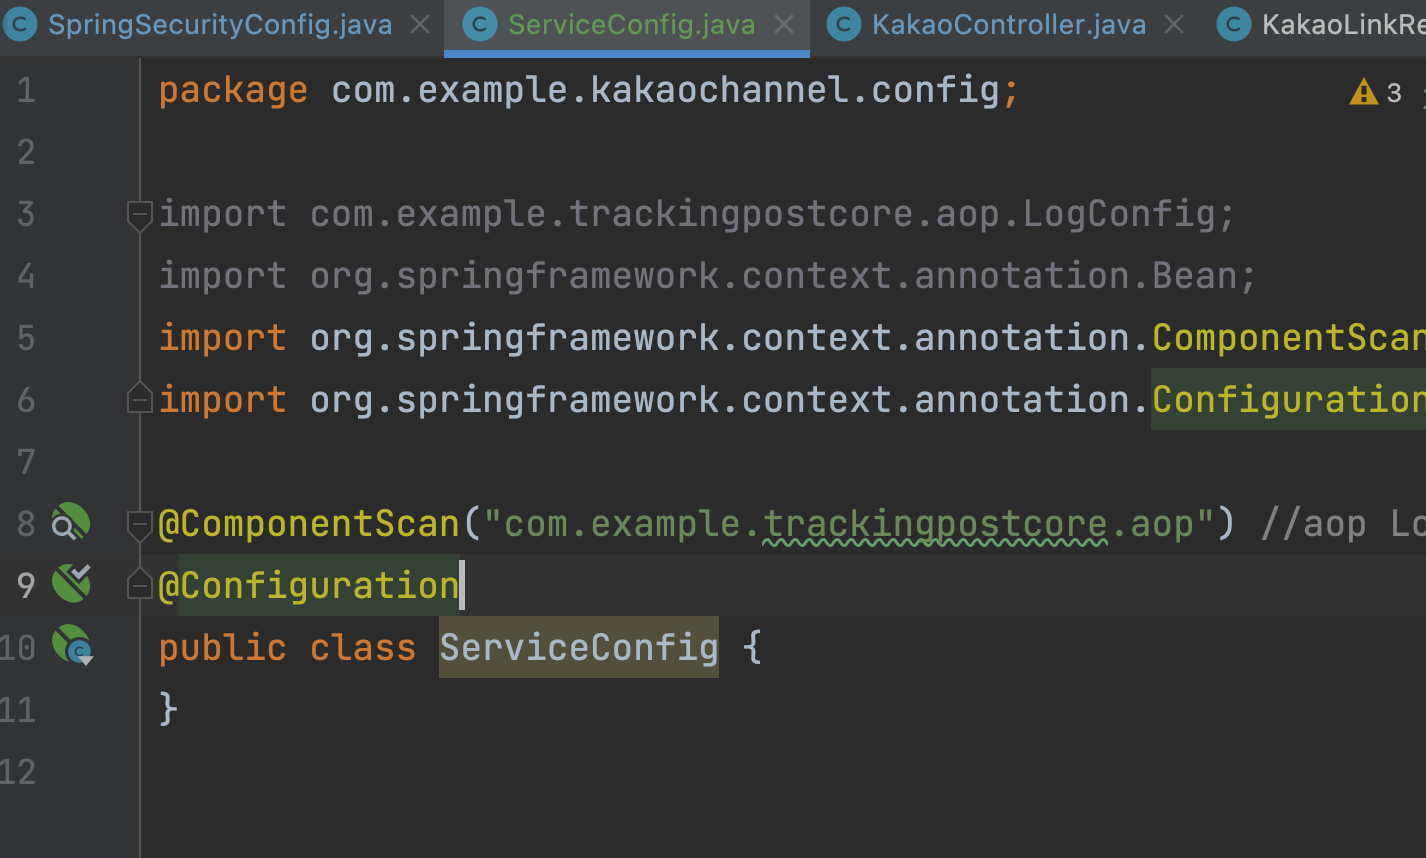 SpringSecurityConfig.java ServiceConfig.java KakaoController.java KakaoLinkRe
1 package com.example.kakaochannel.config; 3
2
3 import com.example.trackingpostcore.aop.LogConfig;
4 import org.springframework.context.annotation.Bean;
5 import org.springframework.context.annotation.ComponentScan
6 import org.springframework.context.annotation.Configuration
7
8 @ComponentScan("com.example.trackingpostcore.aop") //aop Lo
9 @Configuration
10 public class ServiceConfig {
11 }
12